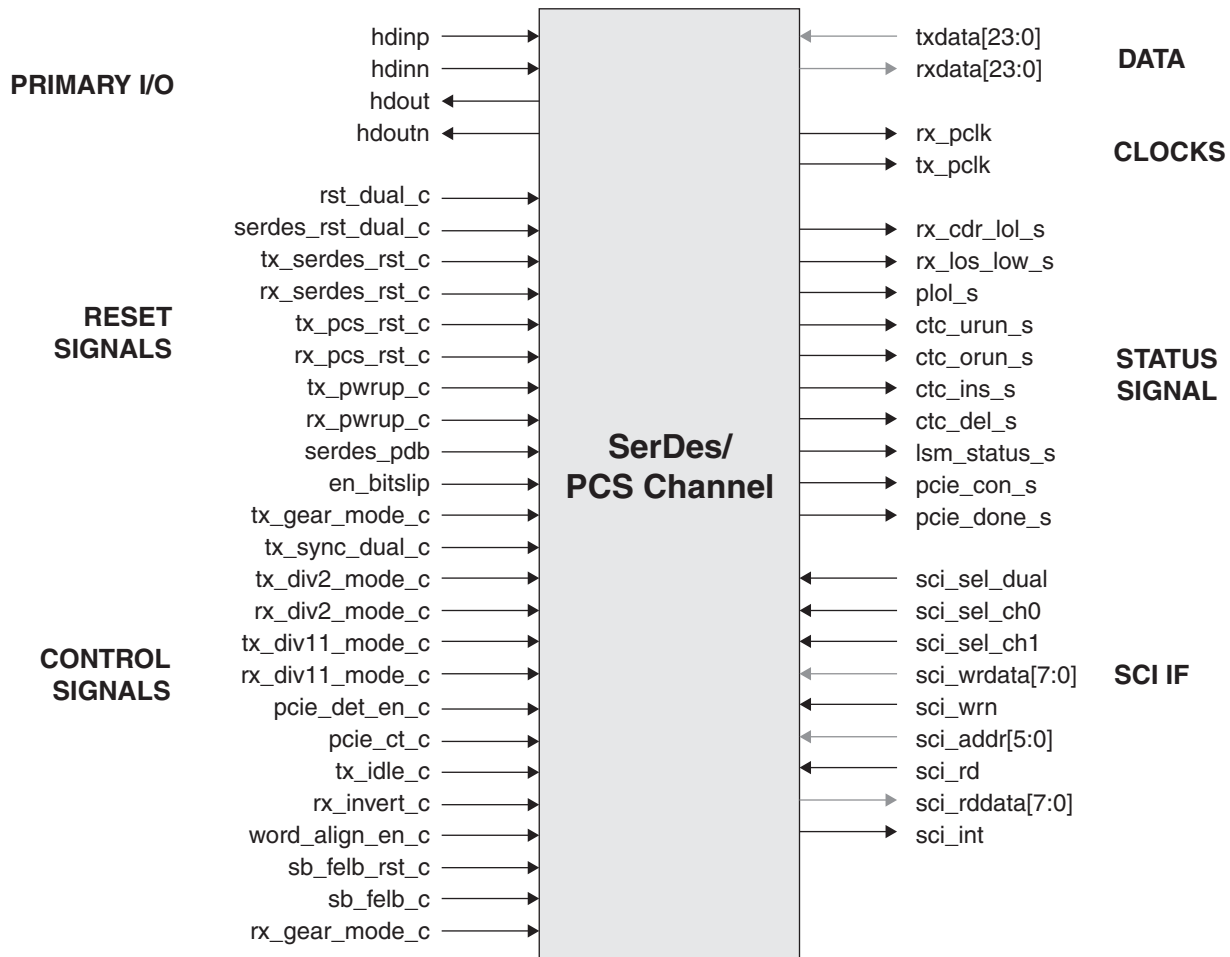 PRIMARY I/O
hdinp
hdinn
hdout
hdoutn
RESET
SIGNALS
rst_dual_c
serdes_rst_dual_c
tx_serdes_rst_c
rx_serdes_rst_c
tx_pcs_rst_c
rx_pcs_rst_c
tx_pwrup_c
rx_pwrup_c
serdes_pdb
en_bitslip
tx_gear_mode_c
tx_sync_dual_c
tx_div2_mode_c
rx_div2_mode_c
tx_div11_mode_c
rx_div11_mode_c
pcie_det_en_c
pcie_ct_c
tx_idle_c
rx_invert_c
word_align_en_c
sb_felb_rst_c
sb_felb_c
rx_gear_mode_c
CONTROL
SIGNALS
SerDes/
PCS Channel
txdata[23:0]
rxdata[23:0]
DATA
rx_pclk
tx_pclk
CLOCKS
rx_cdr_lol_s
rx_los_low_s
plol_s
ctc_urun_s
ctc_orun_s
ctc_ins_s
ctc_del_s
lsm_status_s
pcie_con_s
pcie_done_s
STATUS
SIGNAL
sci_sel_dual
sci_sel_ch0
sci_sel_ch1
sci_wrdata[7:0]
sci_wrn
sci_addr[5:0]
sci_rd
sci_rddata[7:0]
sci_int
SCI IF